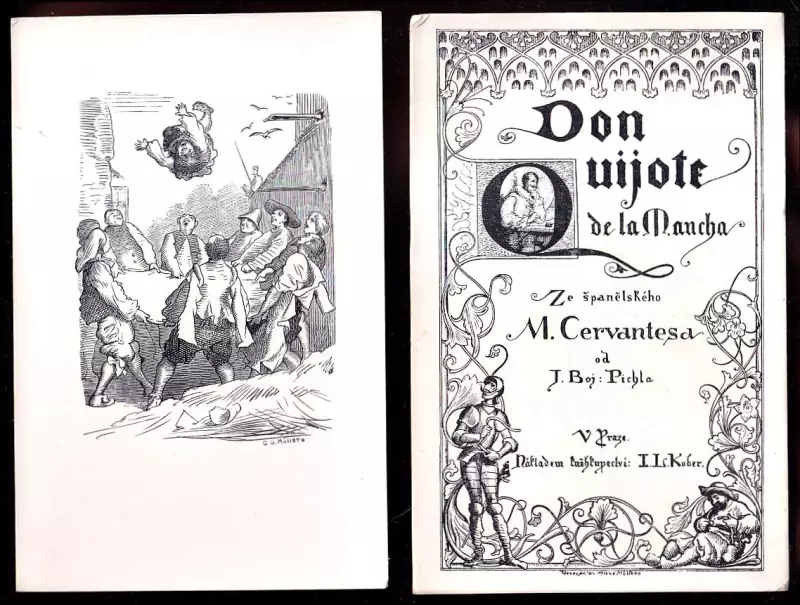 Don
Quijote
de la Mancha
Ze španělského
M. Cervantesa
od
J. Boj: Pichla
V Praze.
Nákladem kněhkupectví: I. L. Kober.